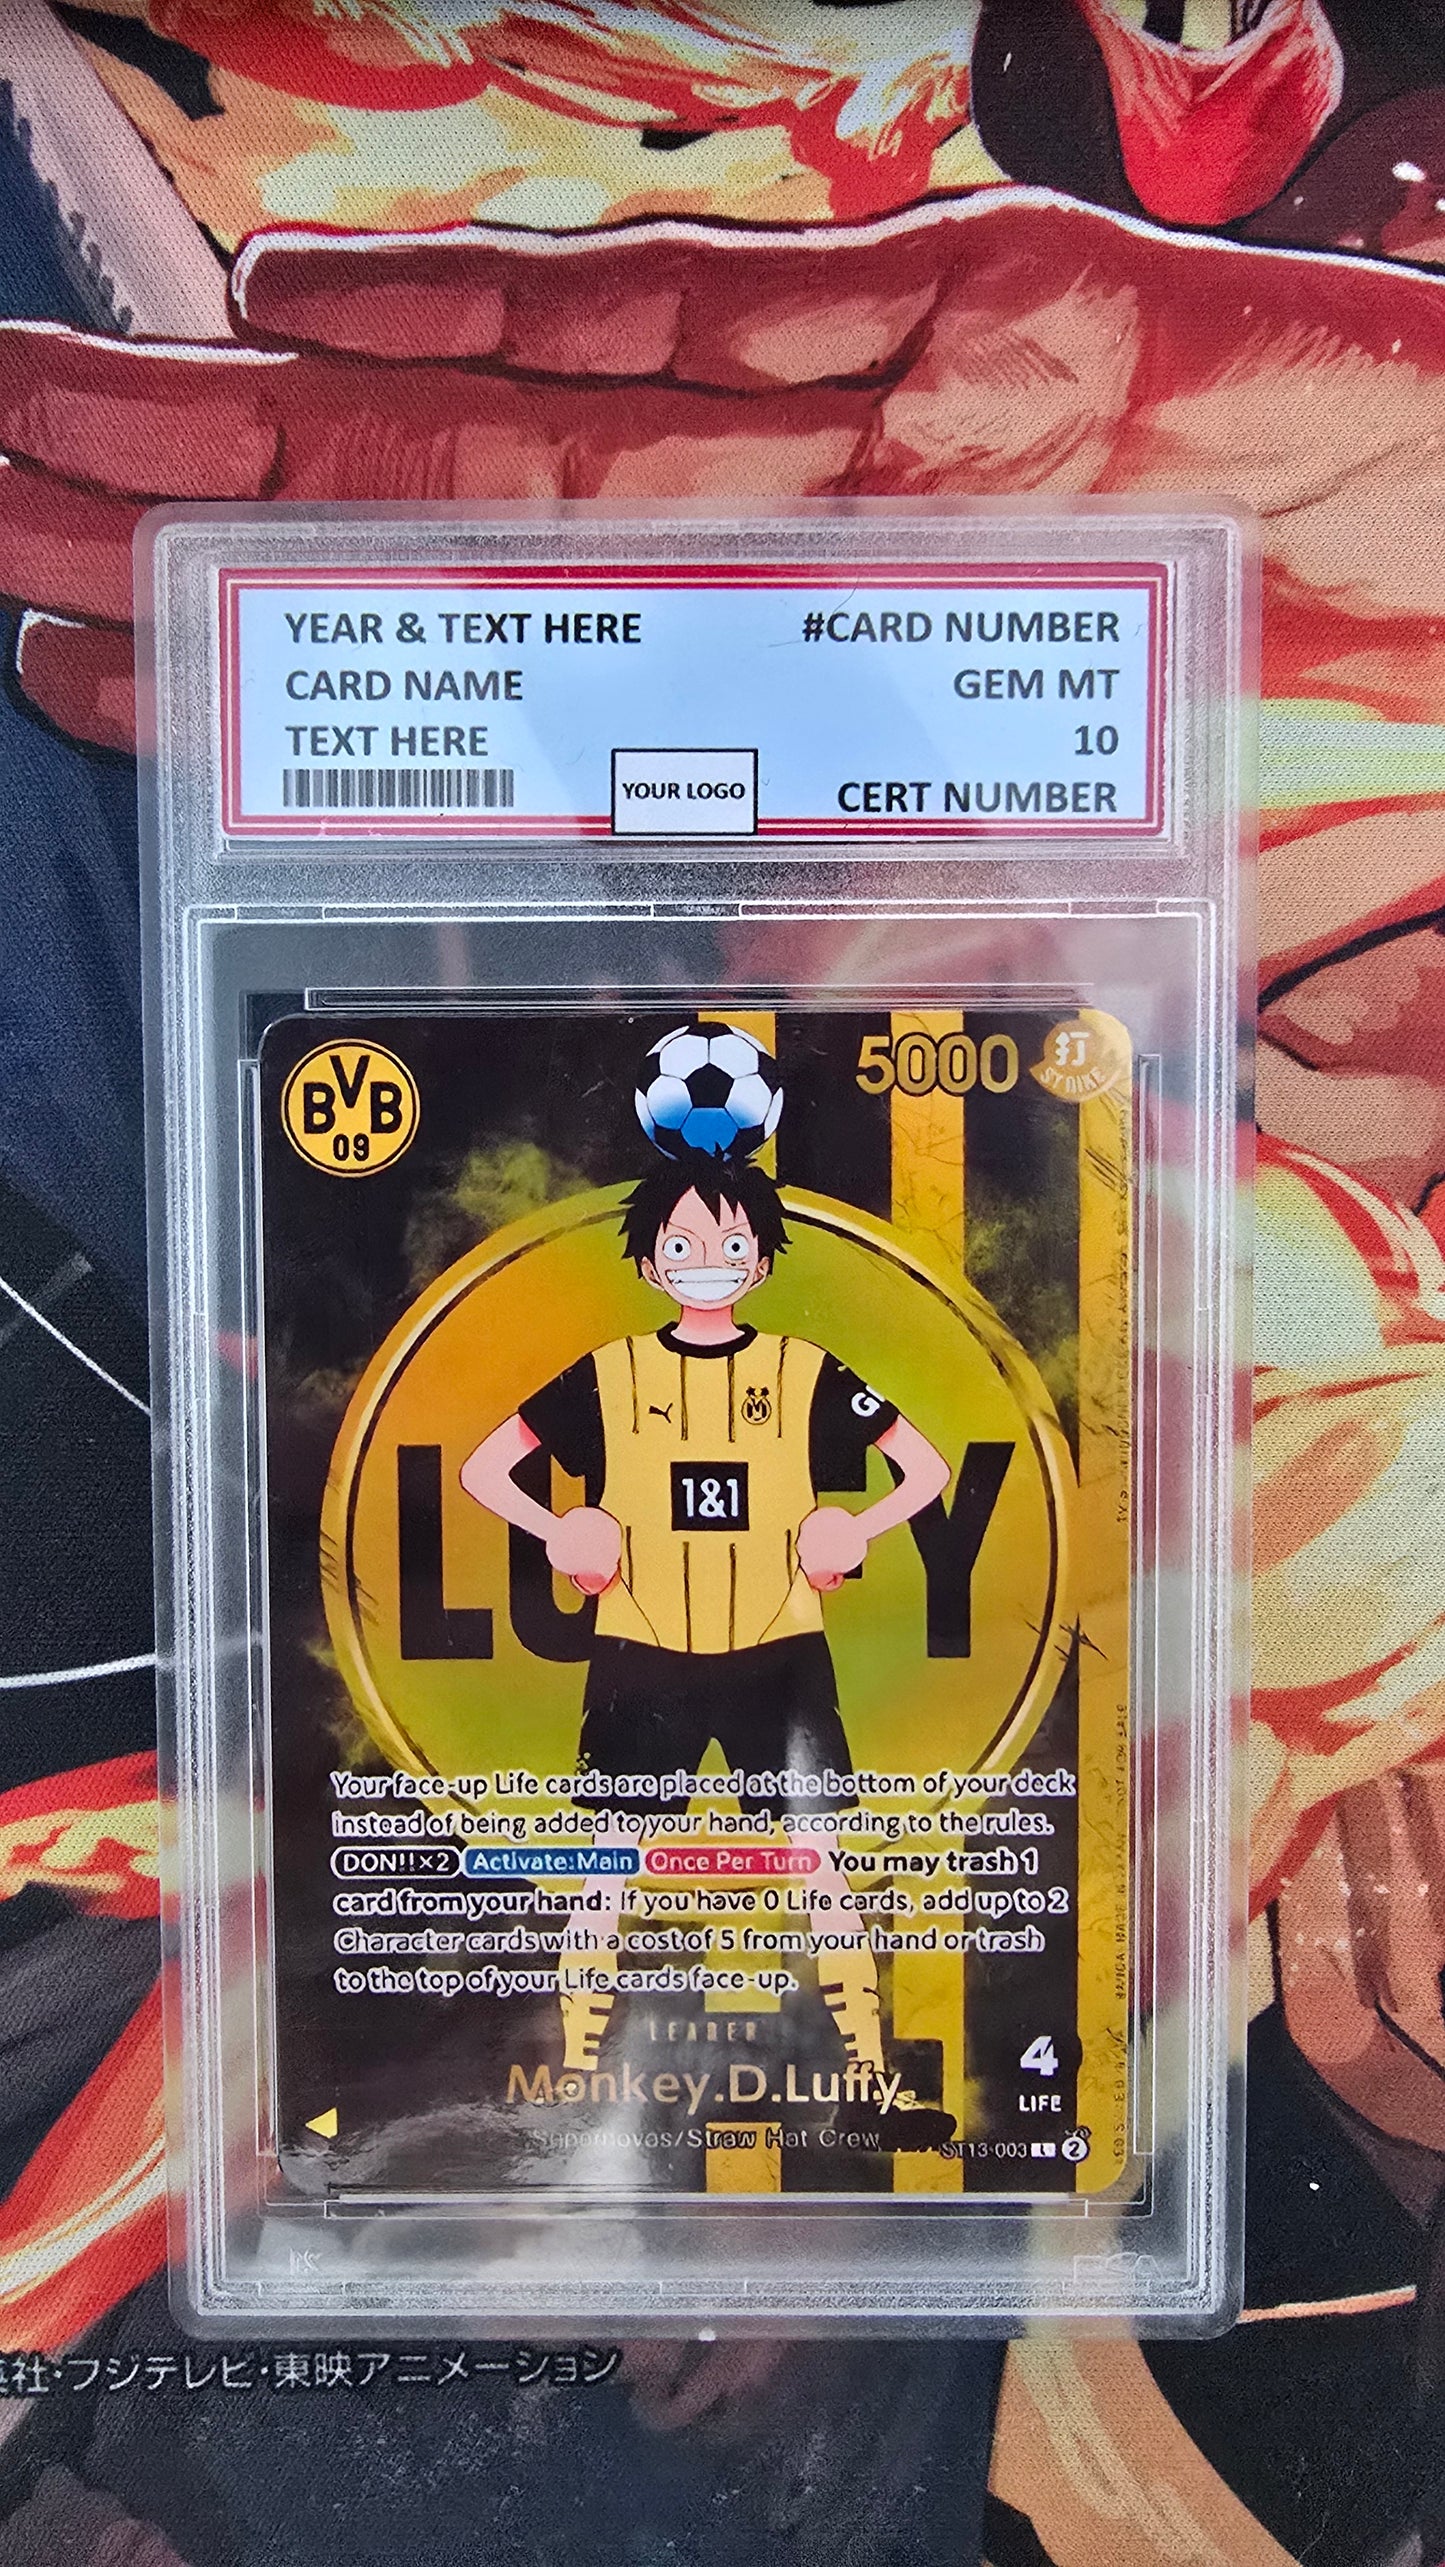 YEAR & TEXT HERE
#CARD NUMBER
CARD NAME
GEM MT
TEXT HERE
10
YOUR LOGO
CERT NUMBER
BVB
09
5000
打
STRIKE
G
1&1
LUFFY
Your face-up Life cards are placed at the bottom of your deck
instead of being added to your hand, according to the rules.
DON!!×2 Activate:Main Once Per Turn You may trash 1
card from your hand: If you have 0 Life cards, add up to 2
Character cards with a cost of 5 from your hand or trash
to the top of your Life cards face-up.
LEADER
Monkey.D.Luffy
4
LIFE
Supernovas/Straw Hat Crew
ST13-003 L 2
社・フジテレビ・東映アニメーション